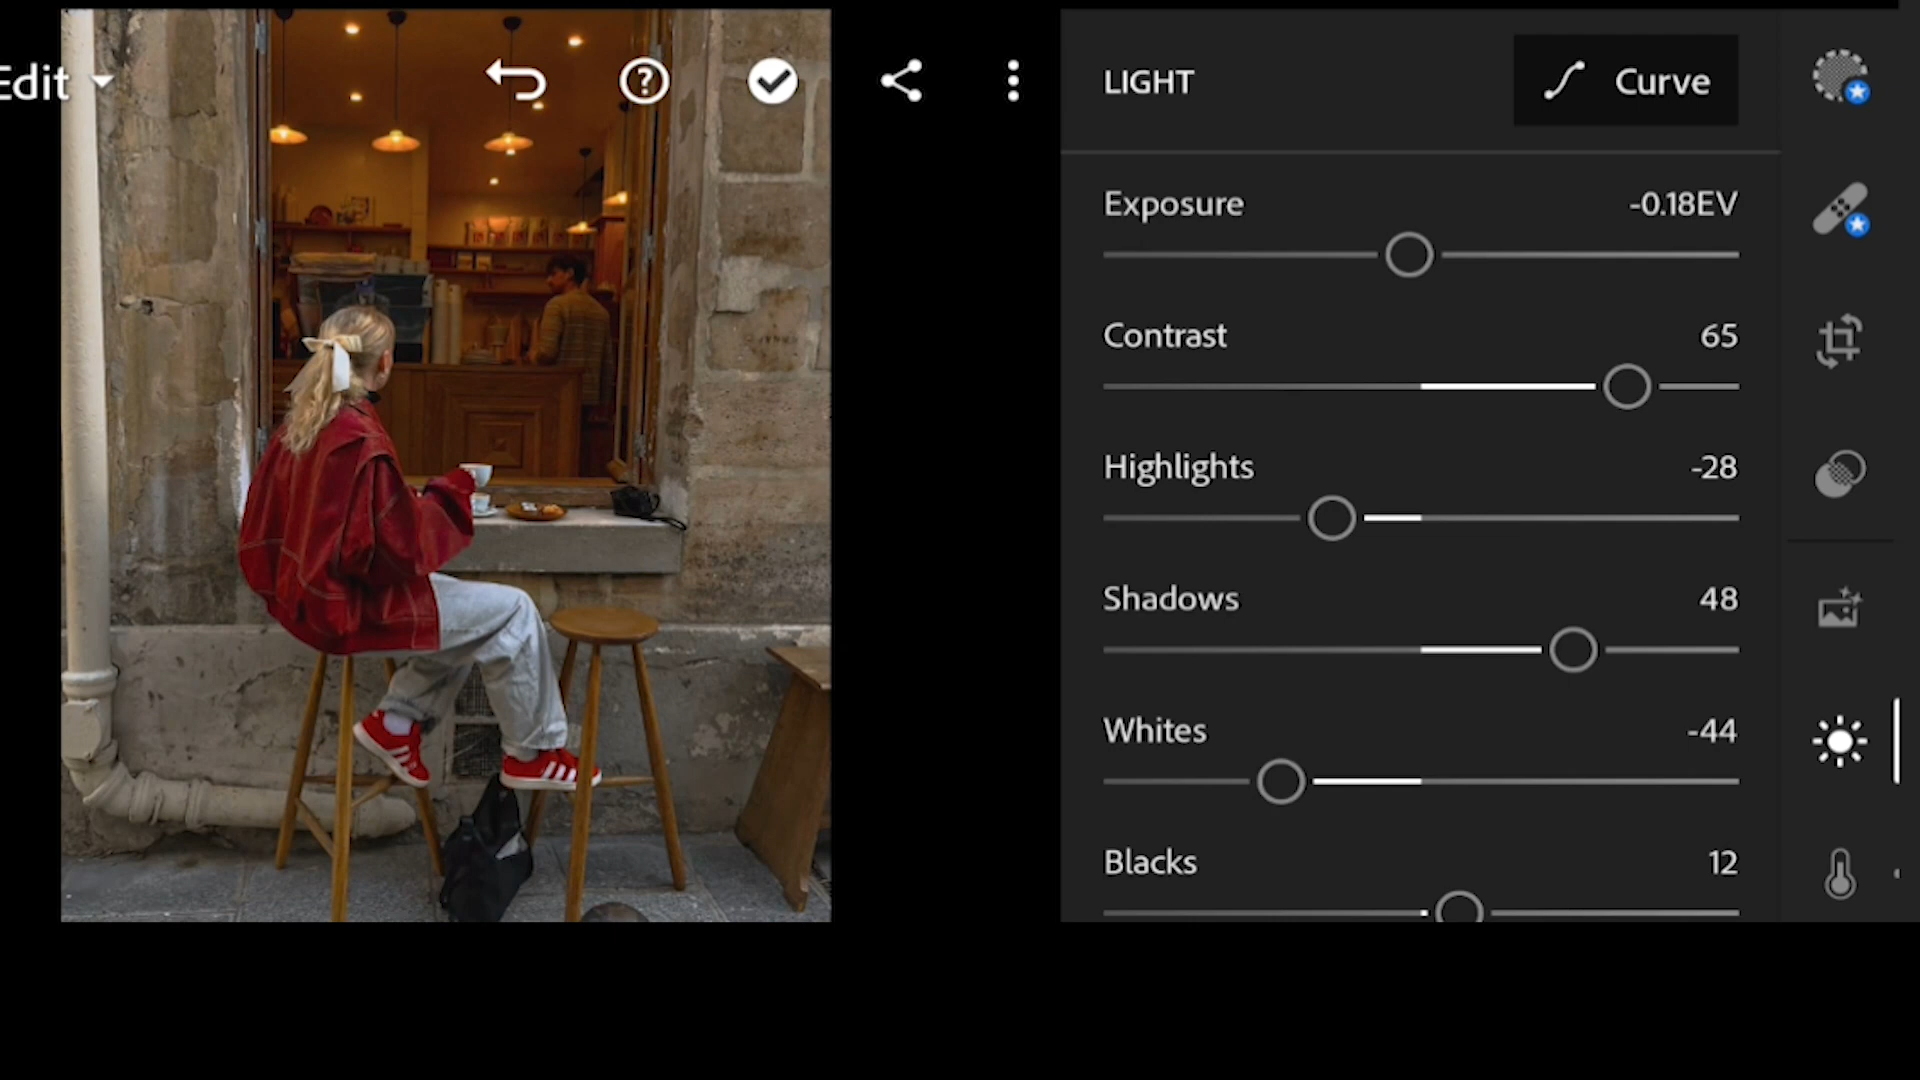 Edit
LIGHT
Curve
Exposure -0.18EV
Contrast 65
Highlights -28
Shadows 48
Whites -44
Blacks 12